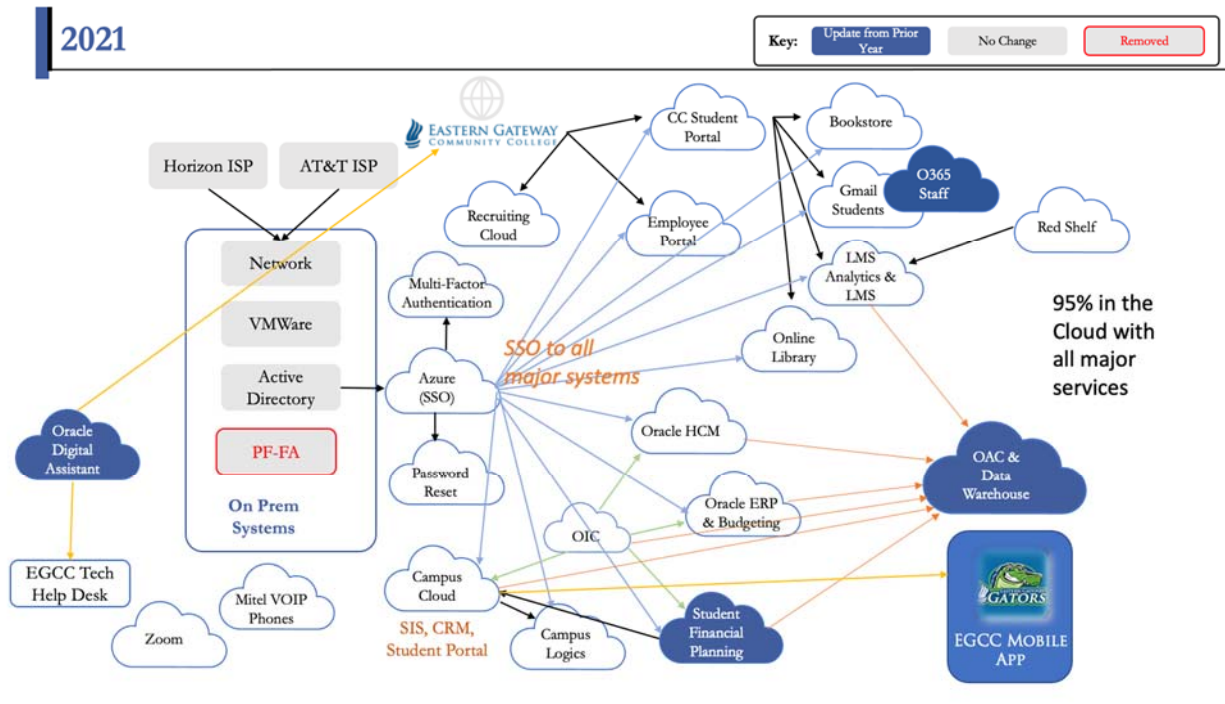 2021
Key:
Update from Prior
Year
No Change
Removed
EASTERN GATEWAY
COMMUNITY COLLEGE
CC Student
Portal
Bookstore
Horizon ISP
AT&T ISP
O365
Staff
Gmail
Students
Recruiting
Cloud
Employee
Portal
Red Shelf
Network
Multi-Factor
Authentication
LMS
Analytics &
LMS
95% in the
Cloud with
all major
services
VMWare
Online
Library
SSO to all
major systems
Active
Directory
Azure
(SSO)
Oracle
Digital
Assistant
Oracle HCM
PF-FA
OAC &
Data
Warehouse
Password
Reset
On Prem
Systems
Oracle ERP
& Budgeting
OIC
EGCC Tech
Help Desk
Mitel VOIP
Phones
Zoom
Campus
Cloud
SIS, CRM,
Student Portal
Campus
Logics
Student
Financial
Planning
EASTERN GATEWAY
GATORS
EGCC MOBILE
APP